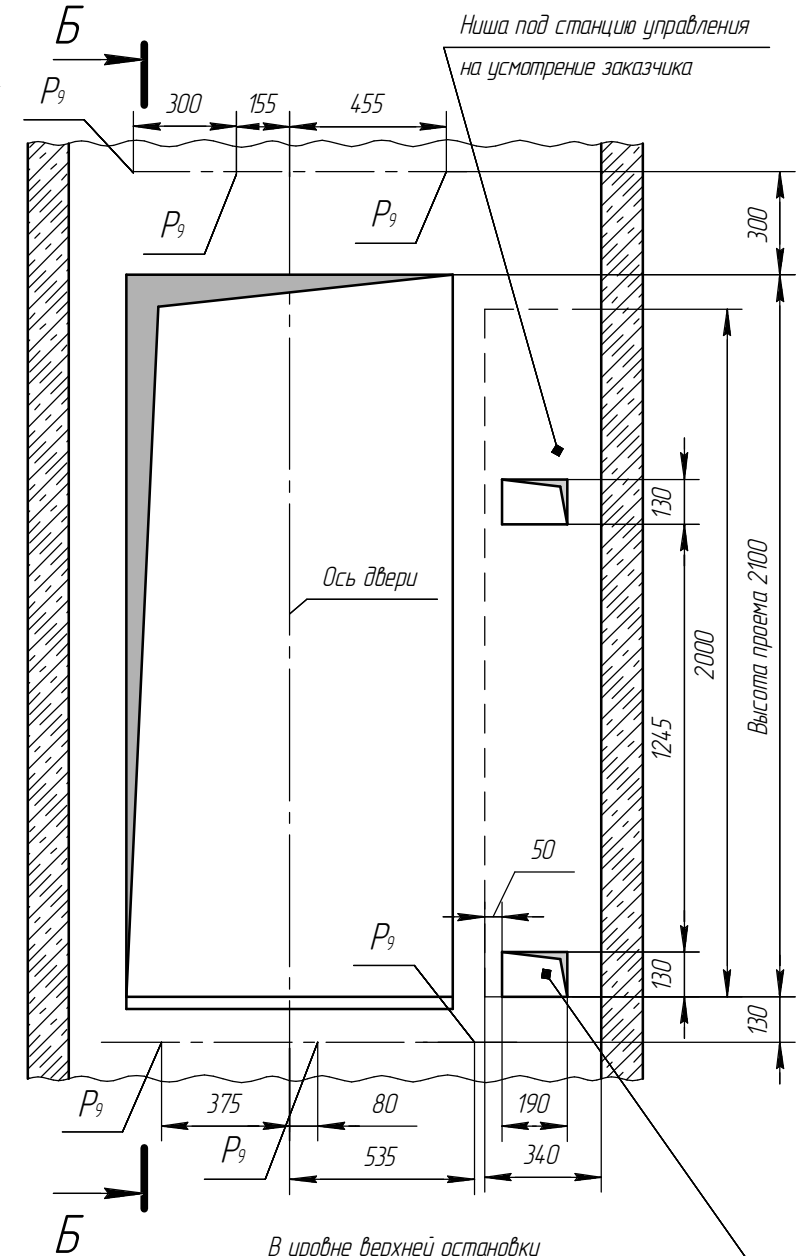 Б
Ниша под станцию управления
на усмотрение заказчика
Р₉
300
155
455
Р₉
Р₉
300
130
Ось двери
2000
Высота проема 2100
1245
50
Р₉
130
130
Р₉
375
Р₉
80
190
535
340
Б
В уровне верхней остановки